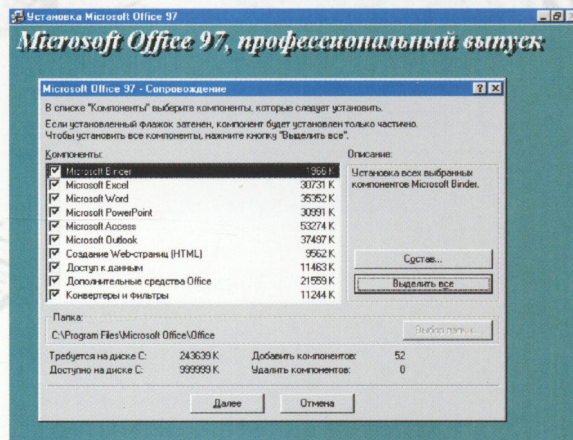 Установка Microsoft Office 97
Microsoft Office 97, профессиональный выпуск
Microsoft Office 97 - Сопровождение
В списке "Компоненты" выберите компоненты, которые следует установить.
Если установленный флажок затенен, компонент будет установлен только частично.
Чтобы установить все компоненты, нажмите кнопку "Выделить все".
Компоненты: Описание:
Microsoft Binder 1966 K Установка всех выбранных
Microsoft Excel 30731 K компонентов Microsoft Binder.
Microsoft Word 35352 K
Microsoft PowerPoint 30991 K
Microsoft Access 53274 K
Microsoft Outlook 37497 K
Создание Web-страниц (HTML) 9562 K Состав...
Доступ к данным 11463 K
Дополнительные средства Office 21559 K Выделить все
Конвертеры и Фильтры 11244 K
Папка:
C:\Program Files\Microsoft Office\Office Выбор папки...
Требуется на диске C: 243639 K Добавить компонентов: 52
Доступно на диске C: 999999 K Удалить компонентов: 0
Далее Отмена